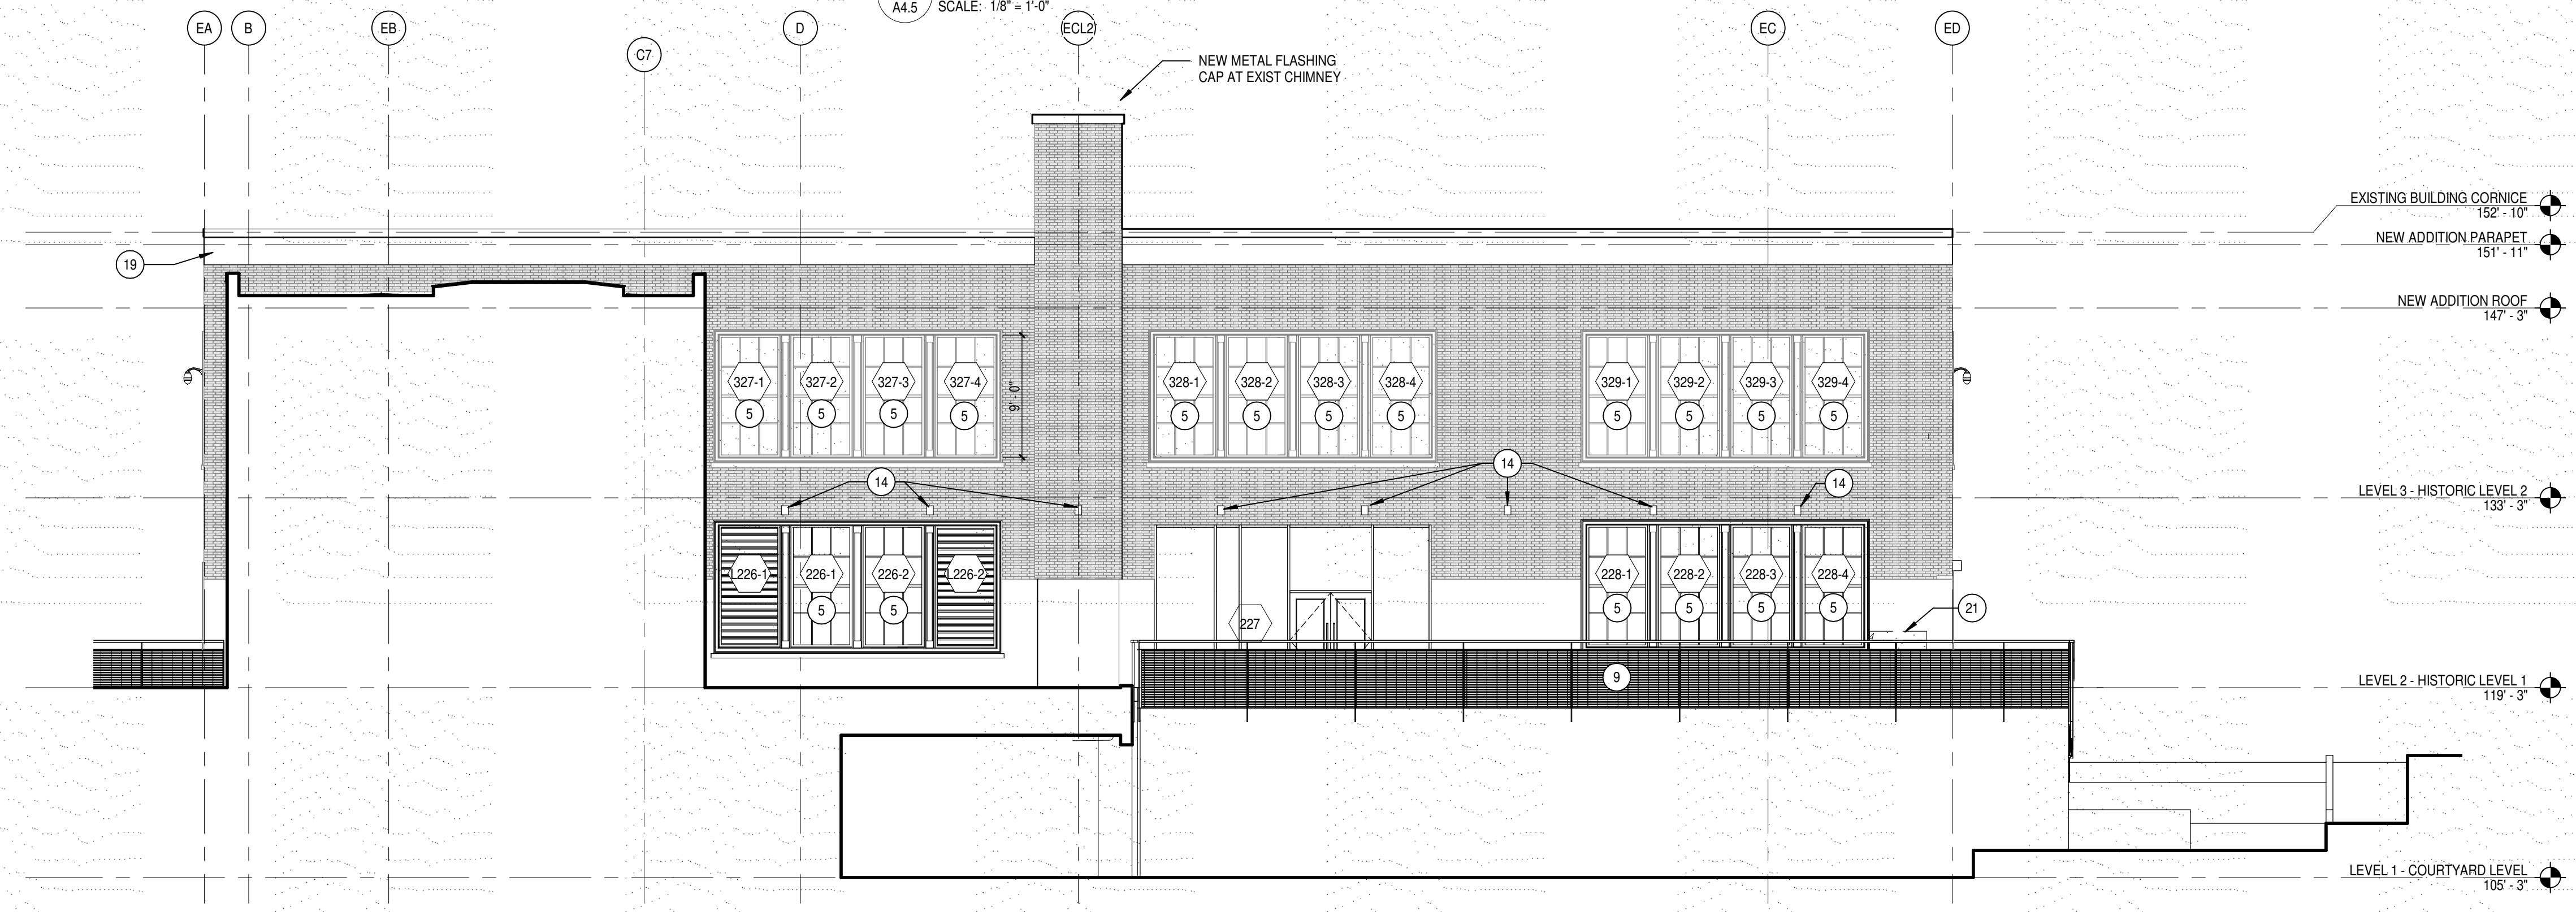 A4.5
SCALE: 1/8" = 1'-0"
EA
B
EB
C7
D
ECL2
EC
ED
NEW METAL FLASHING
CAP AT EXIST CHIMNEY
EXISTING BUILDING CORNICE
152' - 10"
NEW ADDITION PARAPET
151' - 11"
19
NEW ADDITION ROOF
147' - 3"
327-1
327-2
327-3
327-4
328-1
328-2
328-3
328-4
329-1
329-2
329-3
329-4
5
5
5
5
5
5
5
5
5
5
5
5
9' - 0"
14
14
14
LEVEL 3 - HISTORIC LEVEL 2
133' - 3"
L226-1
226-1
226-2
L226-2
228-1
228-2
228-3
228-4
5
5
5
5
5
5
21
227
9
LEVEL 2 - HISTORIC LEVEL 1
119' - 3"
LEVEL 1 - COURTYARD LEVEL
105' - 3"